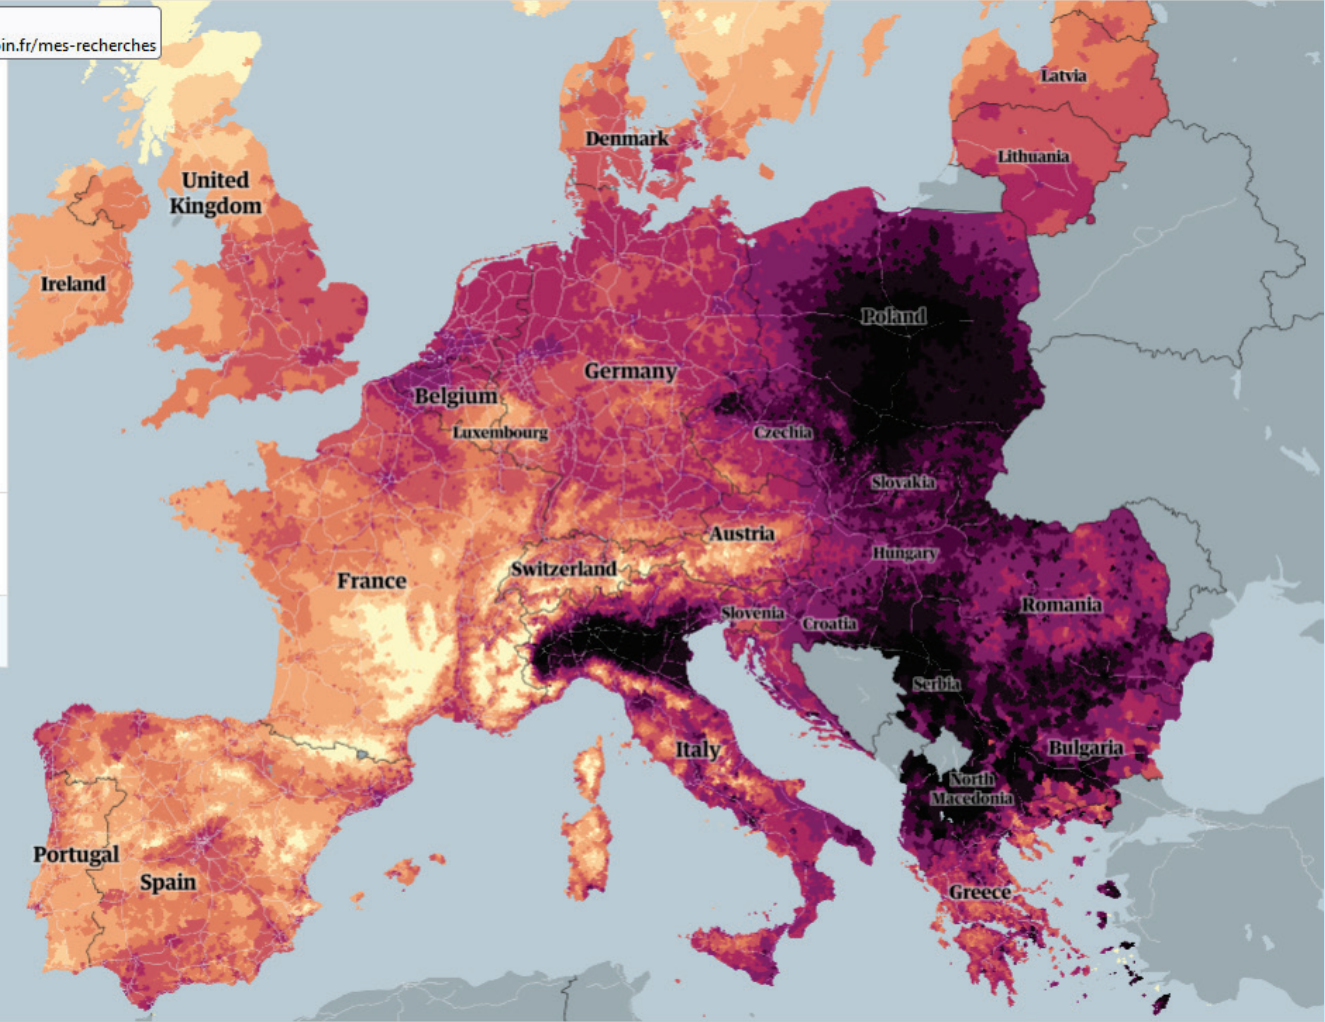 in.fr/mes-recherches
Latvia
Denmark
Lithuania
United
Kingdom
Ireland
Poland
Germany
Belgium
Luxembourg
Czechia
Slovakia
Austria
Hungary
Switzerland
France
Romania
Slovenia
Croatia
Serbia
Italy
Bulgaria
North
Macedonia
Portugal
Spain
Greece